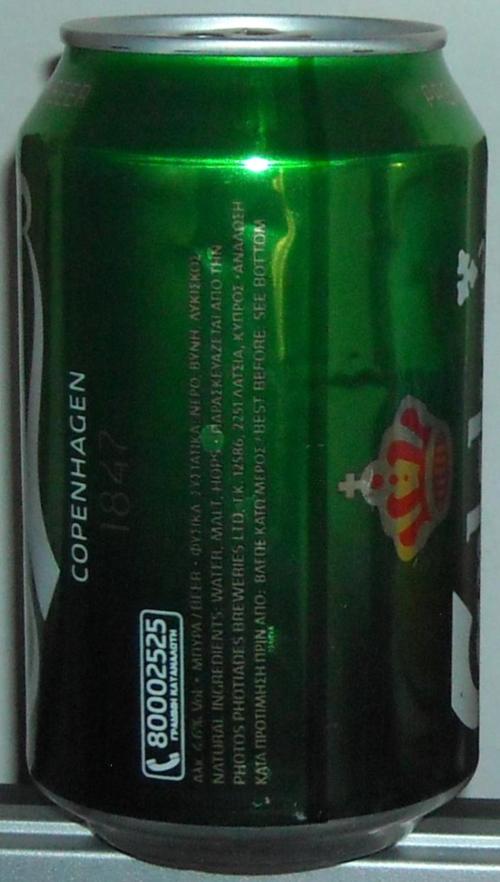 COPENHAGEN
1847
80002525
ΓΡΑΜΜΗ ΚΑΤΑΝΑΛΩΤΗ
ΑΛΚ. 4.6% Vol • ΜΠΥΡΑ / BEER • ΦΥΣΙΚΑ ΣΥΣΤΑΤΙΚΑ: ΝΕΡΟ, ΒΥΝΗ, ΛΥΚΙΣΚΟΣ
NATURAL INGREDIENTS: WATER, MALT, HOPS • ΠΑΡΑΣΚΕΥΑΖΕΤΑΙ ΑΠΟ ΤΗΝ
PHOTOS PHOTIADES BREWERIES LTD, Τ.Κ. 12586, 2251 ΛΑΤΣΙΑ, ΚΥΠΡΟΣ • ΑΝΑΛΩΣΗ
ΚΑΤΑ ΠΡΟΤΙΜΗΣΗ ΠΡΙΝ ΑΠΟ: ΒΛΕΠΕ ΚΑΤΩ ΜΕΡΟΣ / BEST BEFORE: SEE BOTTOM